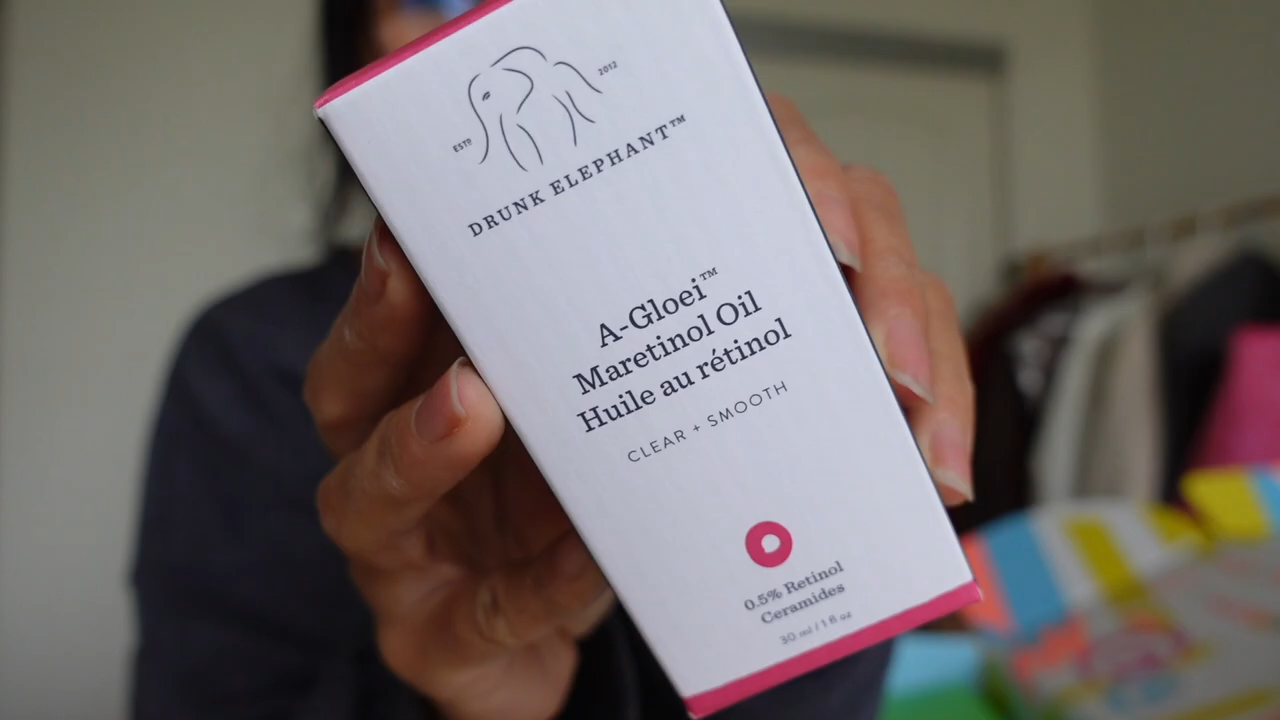 ESTD 2012
DRUNK ELEPHANT™
A-Gloei™
Maretinol Oil
Huile au rétinol
CLEAR + SMOOTH
0.5% Retinol
Ceramides
30 ml / 1 fl oz